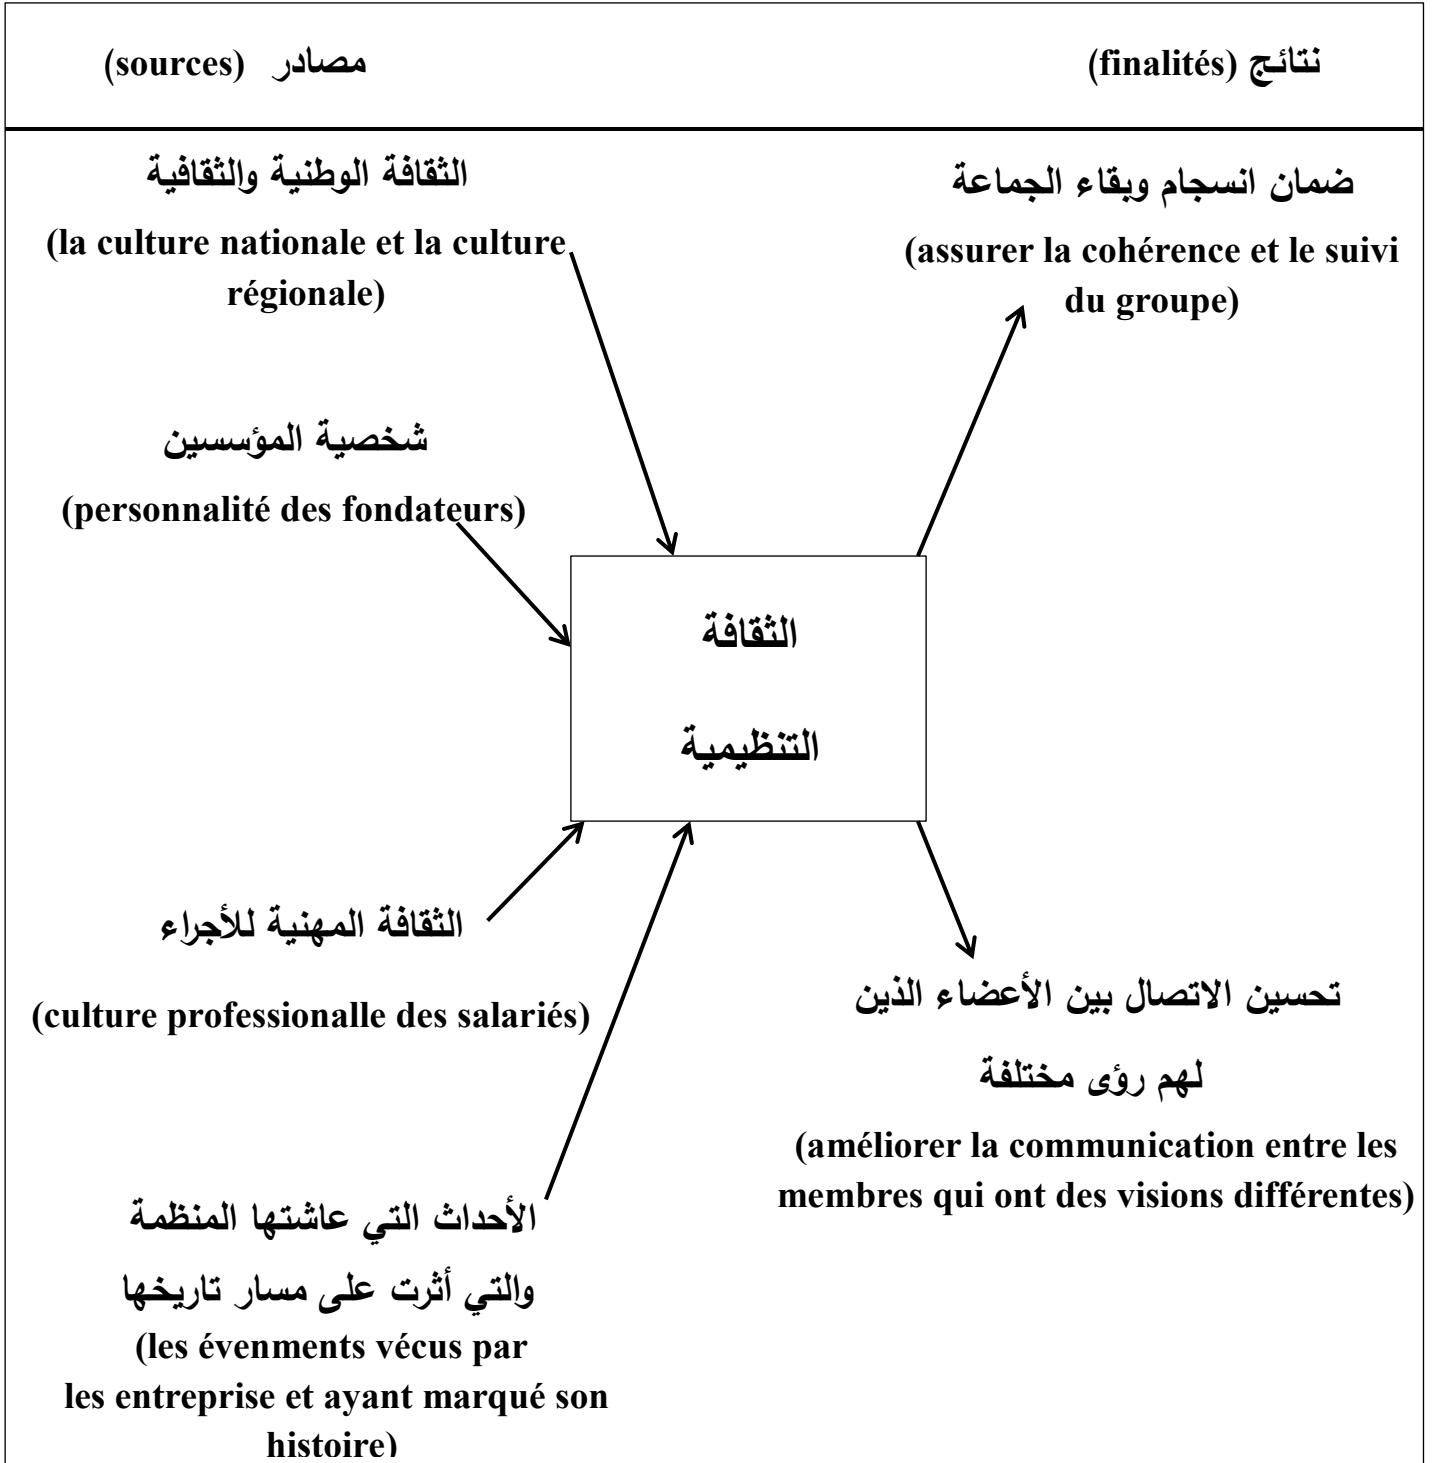 مصادر (sources)
نتائج (finalités)
الثقافة الوطنية والثقافية
(la culture nationale et la culture
régionale)
شخصية المؤسسين
(personnalité des fondateurs)
الثقافة المهنية للأجراء
(culture professionalle des salariés)
الأحداث التي عاشتها المنظمة
والتي أثرت على مسار تاريخها
(les évenments vécus par
les entreprise et ayant marqué son
histoire)
الثقافة
التنظيمية
ضمان انسجام وبقاء الجماعة
(assurer la cohérence et le suivi
du groupe)
تحسين الاتصال بين الأعضاء الذين
لهم رؤى مختلفة
(améliorer la communication entre les
membres qui ont des visions différentes)